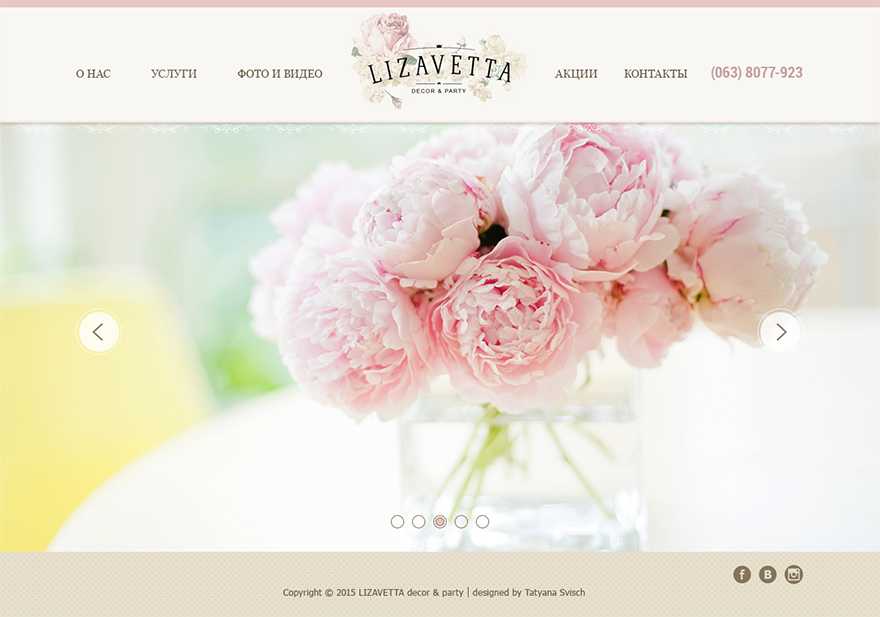 О НАС
УСЛУГИ
ФОТО И ВИДЕО
LIZAVETTA
DECOR & PARTY
АКЦИИ
КОНТАКТЫ
(063) 8077-923
Copyright © 2015 LIZAVETTA decor & party | designed by Tatyana Svisch